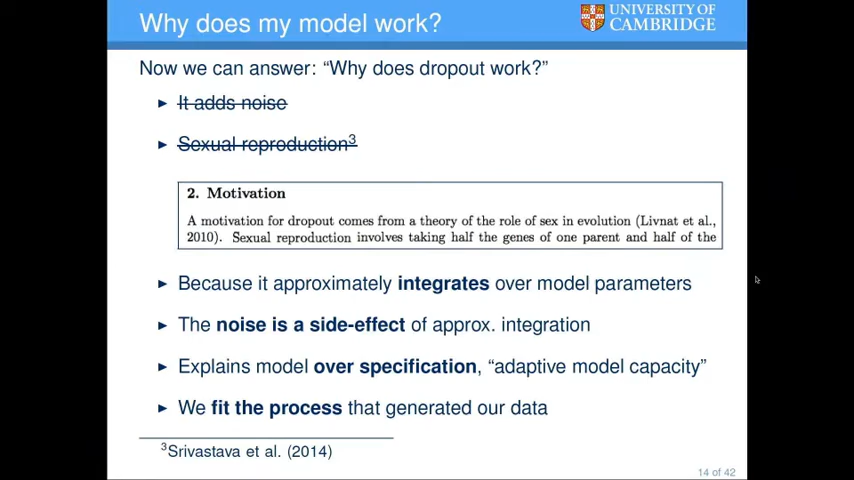 Why does my model work?
UNIVERSITY OF
CAMBRIDGE
Now we can answer: “Why does dropout work?”
► It adds noise
► Sexual reproduction³
2. Motivation
A motivation for dropout comes from a theory of the role of sex in evolution (Livnat et al.,
2010). Sexual reproduction involves taking half the genes of one parent and half of the
► Because it approximately integrates over model parameters
► The noise is a side-effect of approx. integration
► Explains model over specification, “adaptive model capacity”
► We fit the process that generated our data
³Srivastava et al. (2014)
14 of 42